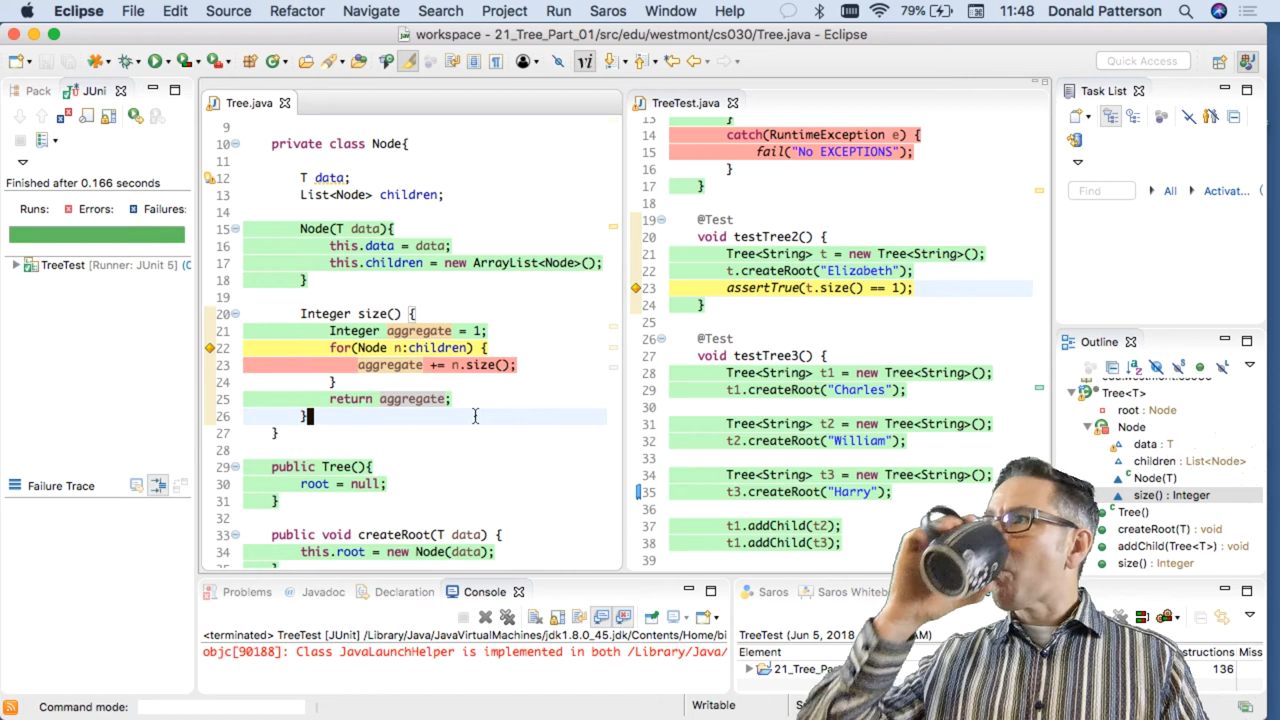 Eclipse File Edit Source Refactor Navigate Search Project Run Saros Window Help 79% 11:48 Donald Patterson
workspace - 21_Tree_Part_01/src/edu/westmont/cs030/Tree.java - Eclipse
Quick Access
Pack JUni
Finished after 0.166 seconds
Runs: Errors: Failures:
TreeTest [Runner: JUnit 5] (0
Failure Trace
Tree.java
9
10 private class Node{
11
12 T data;
13 List<Node> children;
14
15 Node(T data){
16 this.data = data;
17 this.children = new ArrayList<Node>();
18 }
19
20 Integer size() {
21 Integer aggregate = 1;
22 for(Node n:children) {
23 aggregate += n.size();
24 }
25 return aggregate;
26 }
27 }
28
29 public Tree(){
30 root = null;
31 }
32
33 public void createRoot(T data) {
34 this.root = new Node(data);
TreeTest.java
13 }
14 catch(RuntimeException e) {
15 fail("No EXCEPTIONS");
16 }
17 }
18
19 @Test
20 void testTree2() {
21 Tree<String> t = new Tree<String>();
22 t.createRoot("Elizabeth");
23 assertTrue(t.size() == 1);
24 }
25
26 @Test
27 void testTree3() {
28 Tree<String> t1 = new Tree<String>();
29 t1.createRoot("Charles");
30
31 Tree<String> t2 = new Tree<String>();
32 t2.createRoot("William");
33
34 Tree<String> t3 = new Tree<String>();
35 t3.createRoot("Harry");
36
37 t1.addChild(t2);
38 t1.addChild(t3);
39
Task List
Find All Activat...
Outline
Tree<T>
root : Node
Node
data : T
children : List<Node>
Node(T)
size() : Integer
Tree()
createRoot(T) : void
addChild(Tree<T>) : void
size() : Integer
Problems Javadoc Declaration Console
<terminated> TreeTest [JUnit] /Library/Java/JavaVirtualMachines/jdk1.8.0_45.jdk/Contents/Home/bi
objc[90188]: Class JavaLaunchHelper is implemented in both /Library/Java/
Saros Saros Whiteb
TreeTest (Jun 5, 2018 AM)
Element structions Miss
21_Tree_Pa 136
Command mode:
Writable